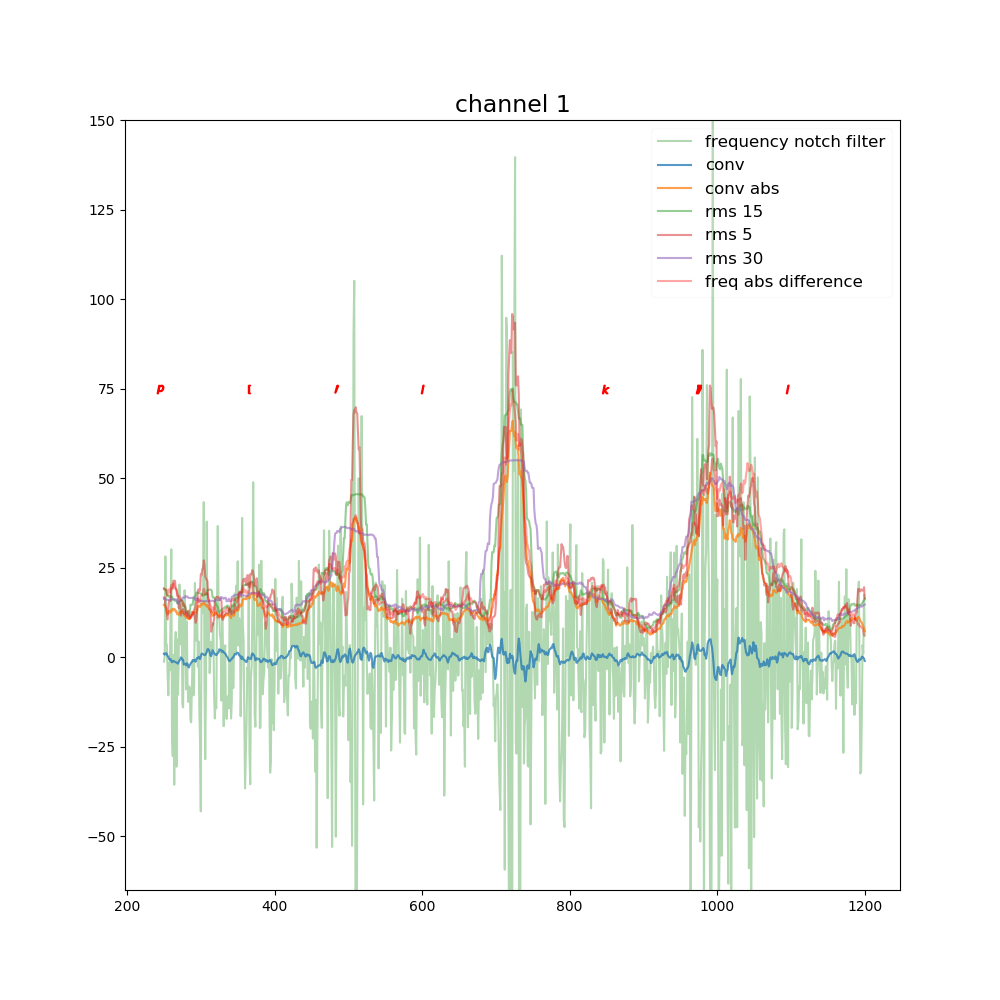 channel 1
150
125
100
75
50
25
0
−25
−50
200 400 600 800 1000 1200
frequency notch filter
conv
conv abs
rms 15
rms 5
rms 30
freq abs difference
p l k l